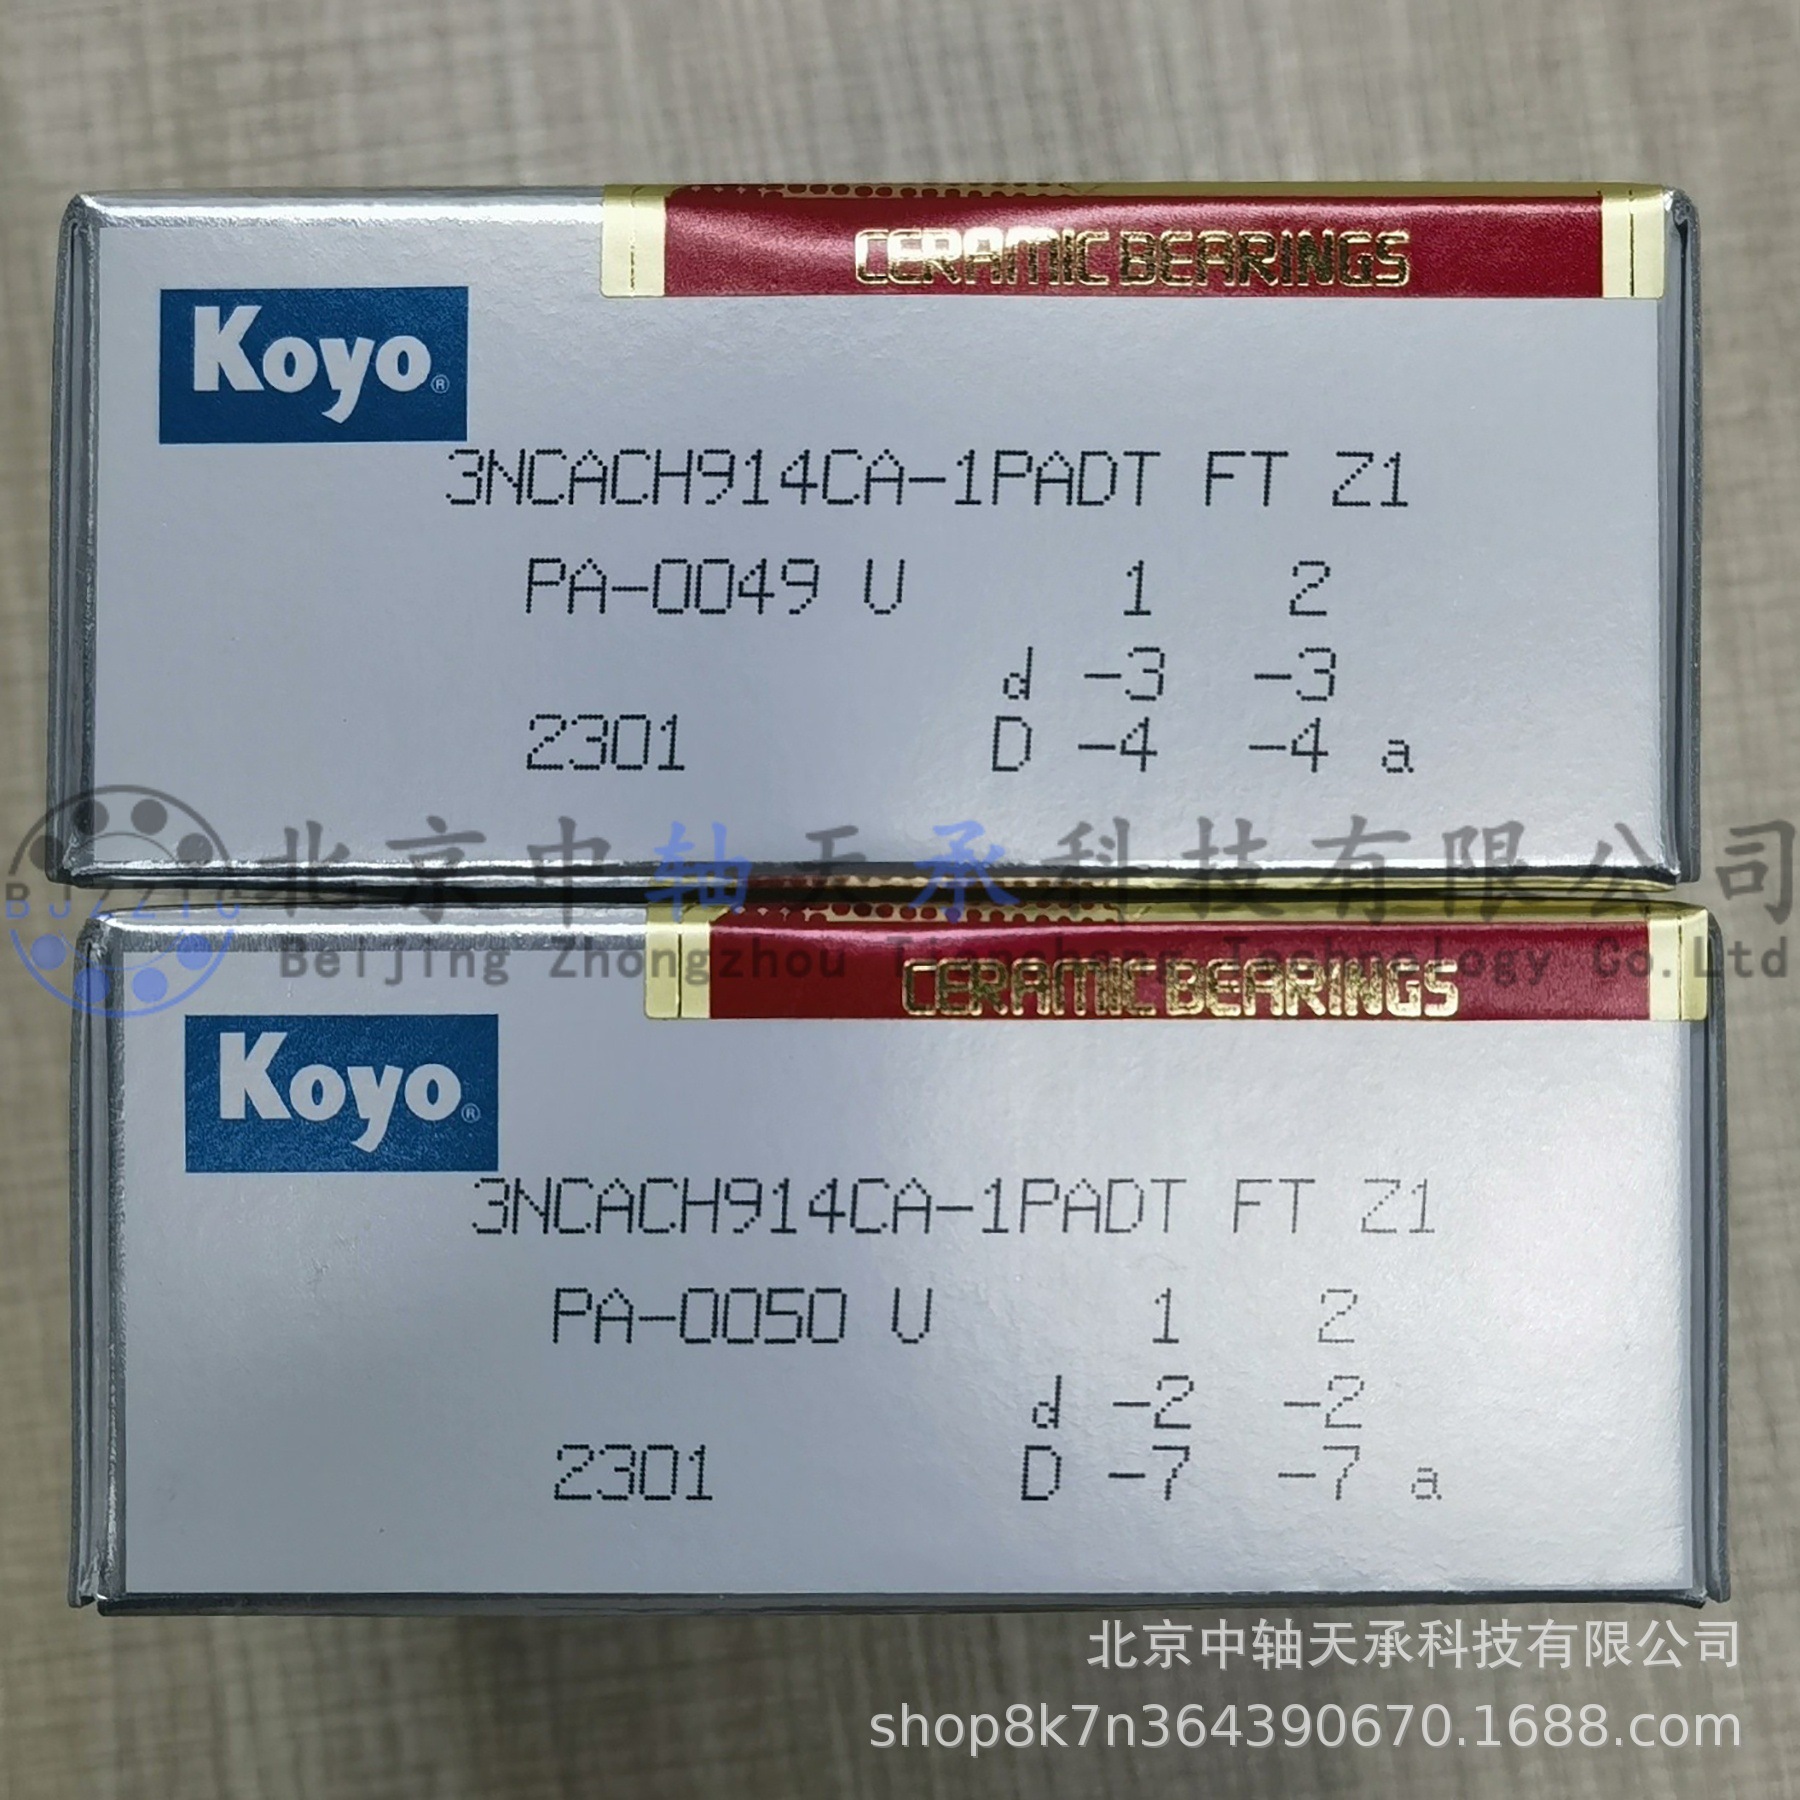 CERAMIC BEARINGS
Koyo®
3NCACH914CA-1PADT FT Z1
PA-0049 U 1 2
d -3 -3
2301 D -4 -4 a
北京中轴天承科技有限公司
BJZZTC
Beijing Zhongzhou Tiancheng Technology Co.Ltd
CERAMIC BEARINGS
Koyo®
3NCACH914CA-1PADT FT Z1
PA-0050 U 1 2
d -2 -2
2301 D -7 -7 a
北京中轴天承科技有限公司
shop8k7n364390670.1688.com